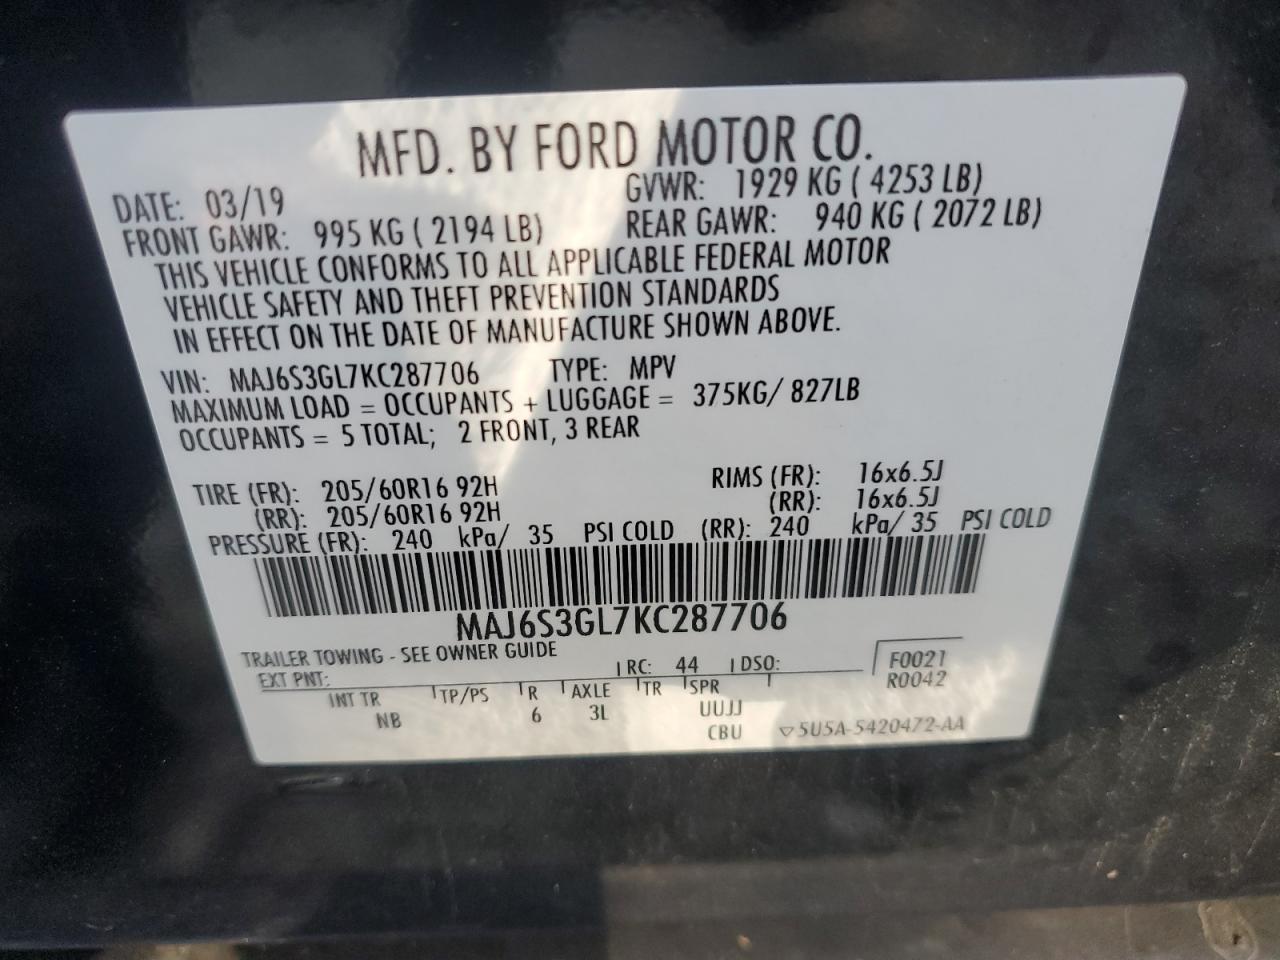 MFD. BY FORD MOTOR CO.
DATE: 03/19 GVWR: 1929 KG ( 4253 LB)
FRONT GAWR: 995 KG ( 2194 LB) REAR GAWR: 940 KG ( 2072 LB)
THIS VEHICLE CONFORMS TO ALL APPLICABLE FEDERAL MOTOR
VEHICLE SAFETY AND THEFT PREVENTION STANDARDS
IN EFFECT ON THE DATE OF MANUFACTURE SHOWN ABOVE.
VIN: MAJ6S3GL7KC287706 TYPE: MPV
MAXIMUM LOAD = OCCUPANTS + LUGGAGE = 375KG/ 827LB
OCCUPANTS = 5 TOTAL; 2 FRONT, 3 REAR
TIRE (FR): 205/60R16 92H RIMS (FR): 16x6.5J
(RR): 205/60R16 92H (RR): 16x6.5J
PRESSURE (FR): 240 kPa/ 35 PSI COLD (RR): 240 kPa/ 35 PSI COLD
MAJ6S3GL7KC287706
TRAILER TOWING - SEE OWNER GUIDE
EXT PNT: RC: 44 DSO: F0021
R0042
INT TR TP/PS R AXLE TR SPR
NB 6 3L UUJJ
CBU ▽5U5A-5420472-AA